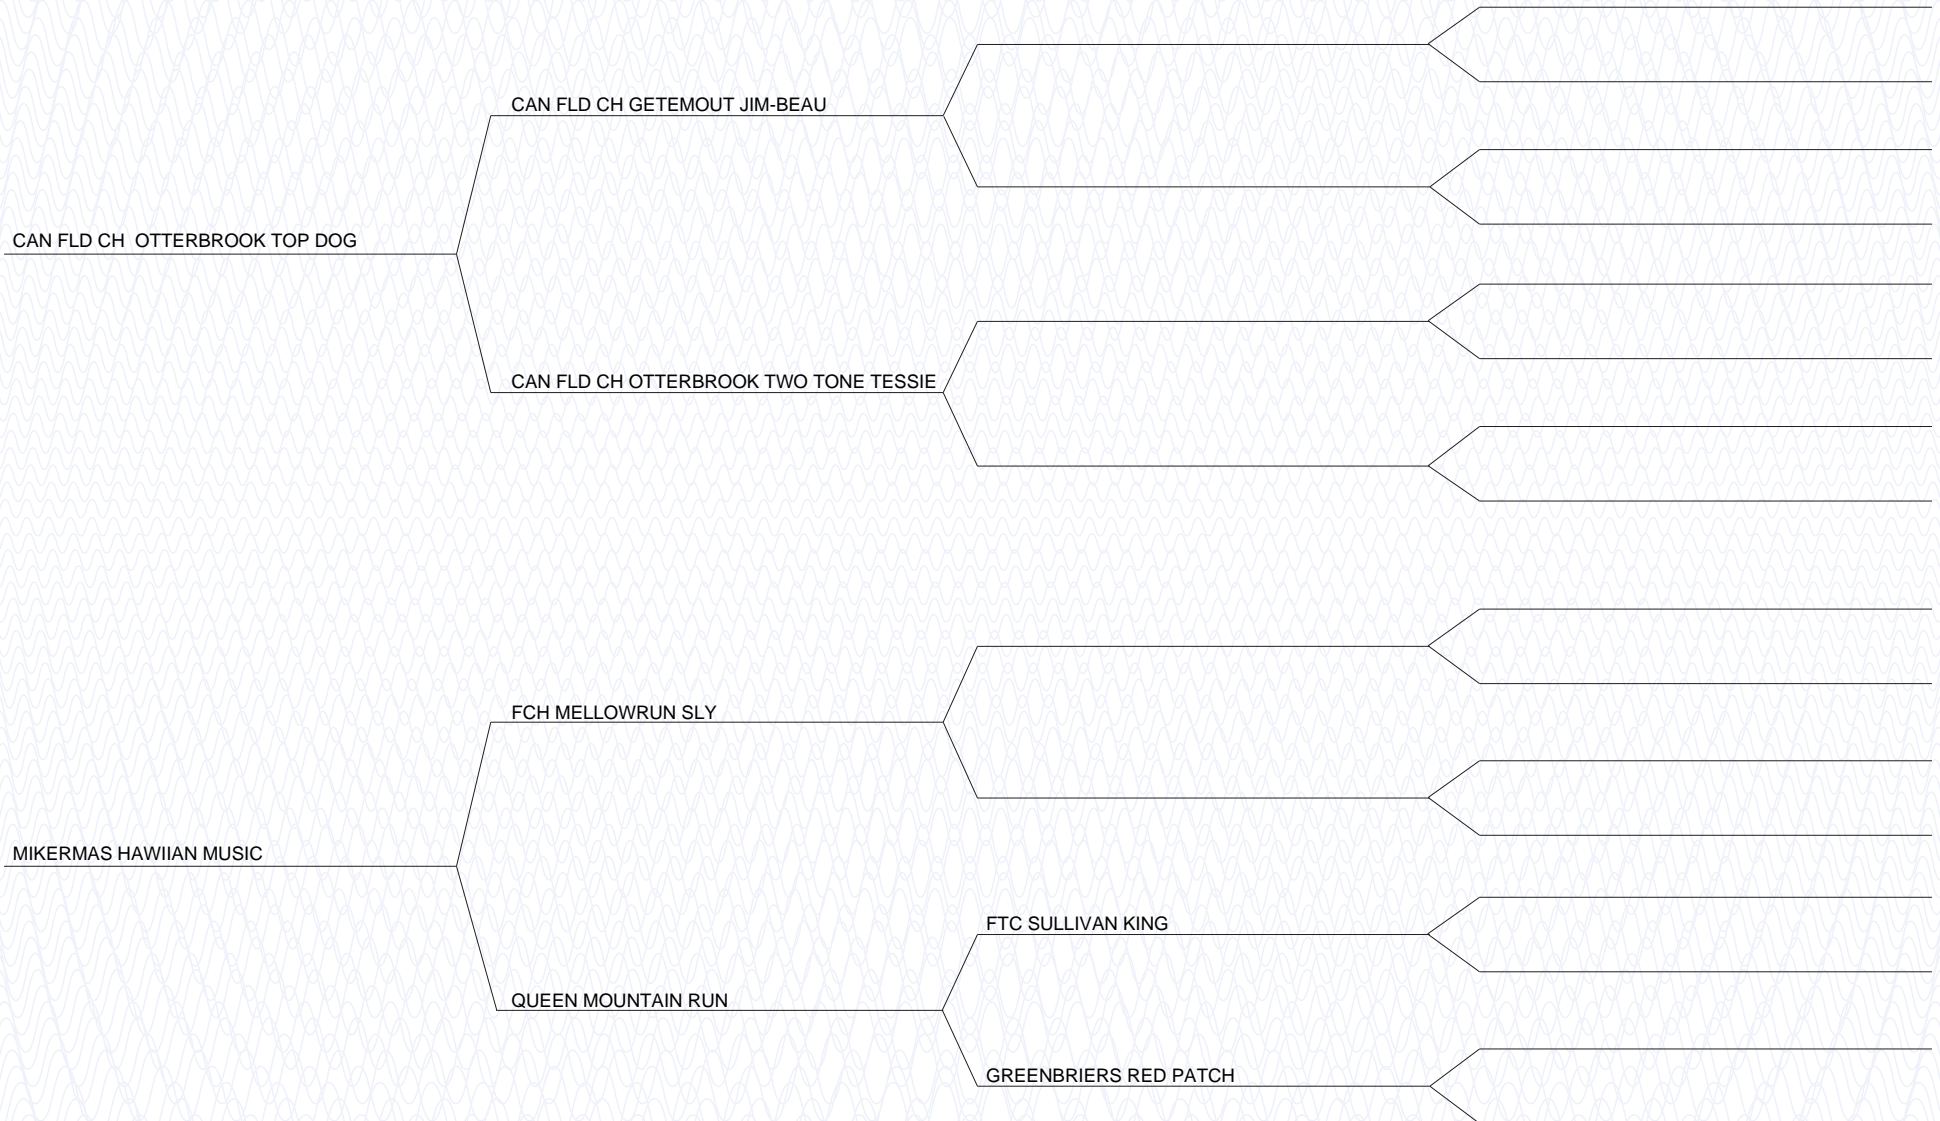 CAN FLD CH GETEMOUT JIM-BEAU
CAN FLD CH  OTTERBROOK TOP DOG
CAN FLD CH OTTERBROOK TWO TONE TESSIE
FCH MELLOWRUN SLY
MIKERMAS HAWIIAN MUSIC
FTC SULLIVAN KING
QUEEN MOUNTAIN RUN
GREENBRIERS RED PATCH